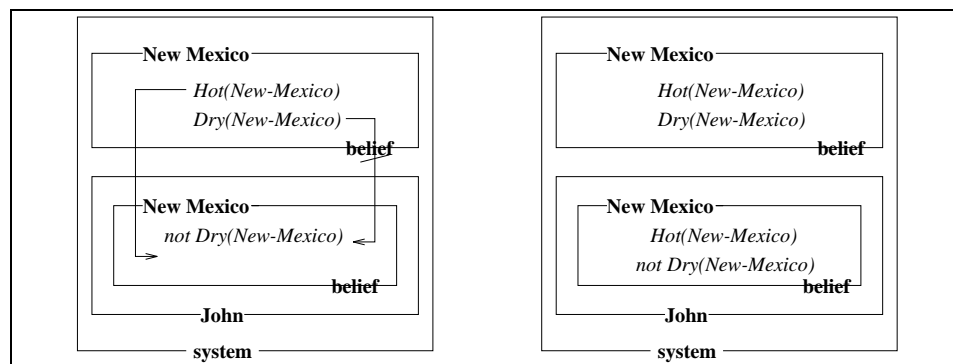 New Mexico
Hot(New-Mexico)
Dry(New-Mexico)
belief
New Mexico
not Dry(New-Mexico)
belief
John
system
New Mexico
Hot(New-Mexico)
Dry(New-Mexico)
belief
New Mexico
Hot(New-Mexico)
not Dry(New-Mexico)
belief
John
system